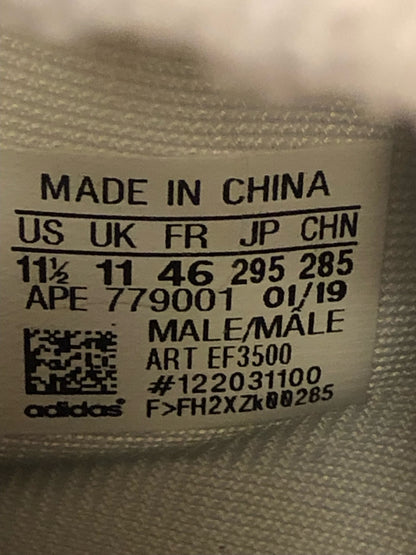 MADE IN CHINA
US UK FR JP CHN
11½ 11 46 295 285
APE 779001 01/19
MALE/MÂLE
ART EF3500
#122031100
adidas® F>FH2XZk00285